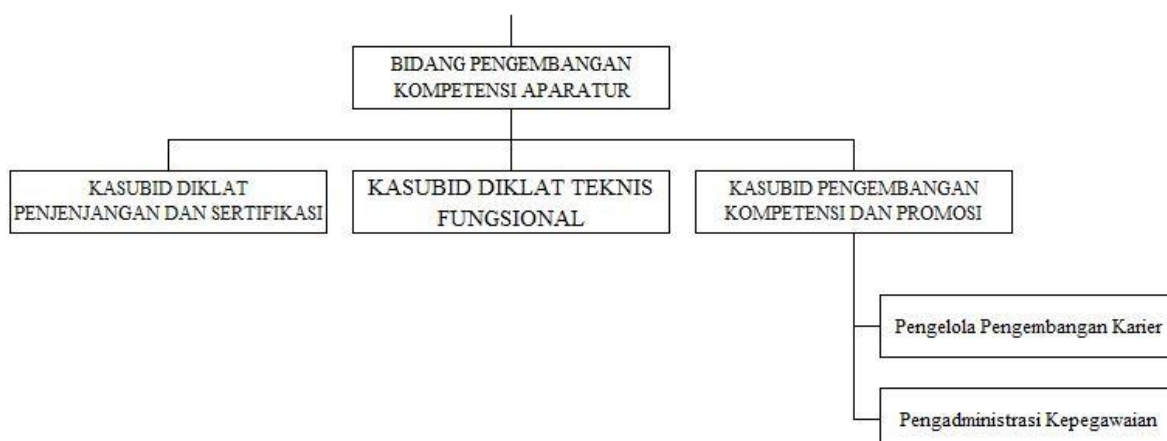 BIDANG PENGEMBANGAN
KOMPETENSI APARATUR
KASUBID DIKLAT
PENJENJANGAN DAN SERTIFIKASI
KASUBID DIKLAT TEKNIS
FUNGSIONAL
KASUBID PENGEMBANGAN
KOMPETENSI DAN PROMOSI
Pengelola Pengembangan Karier
Pengadministrasi Kepegawaian